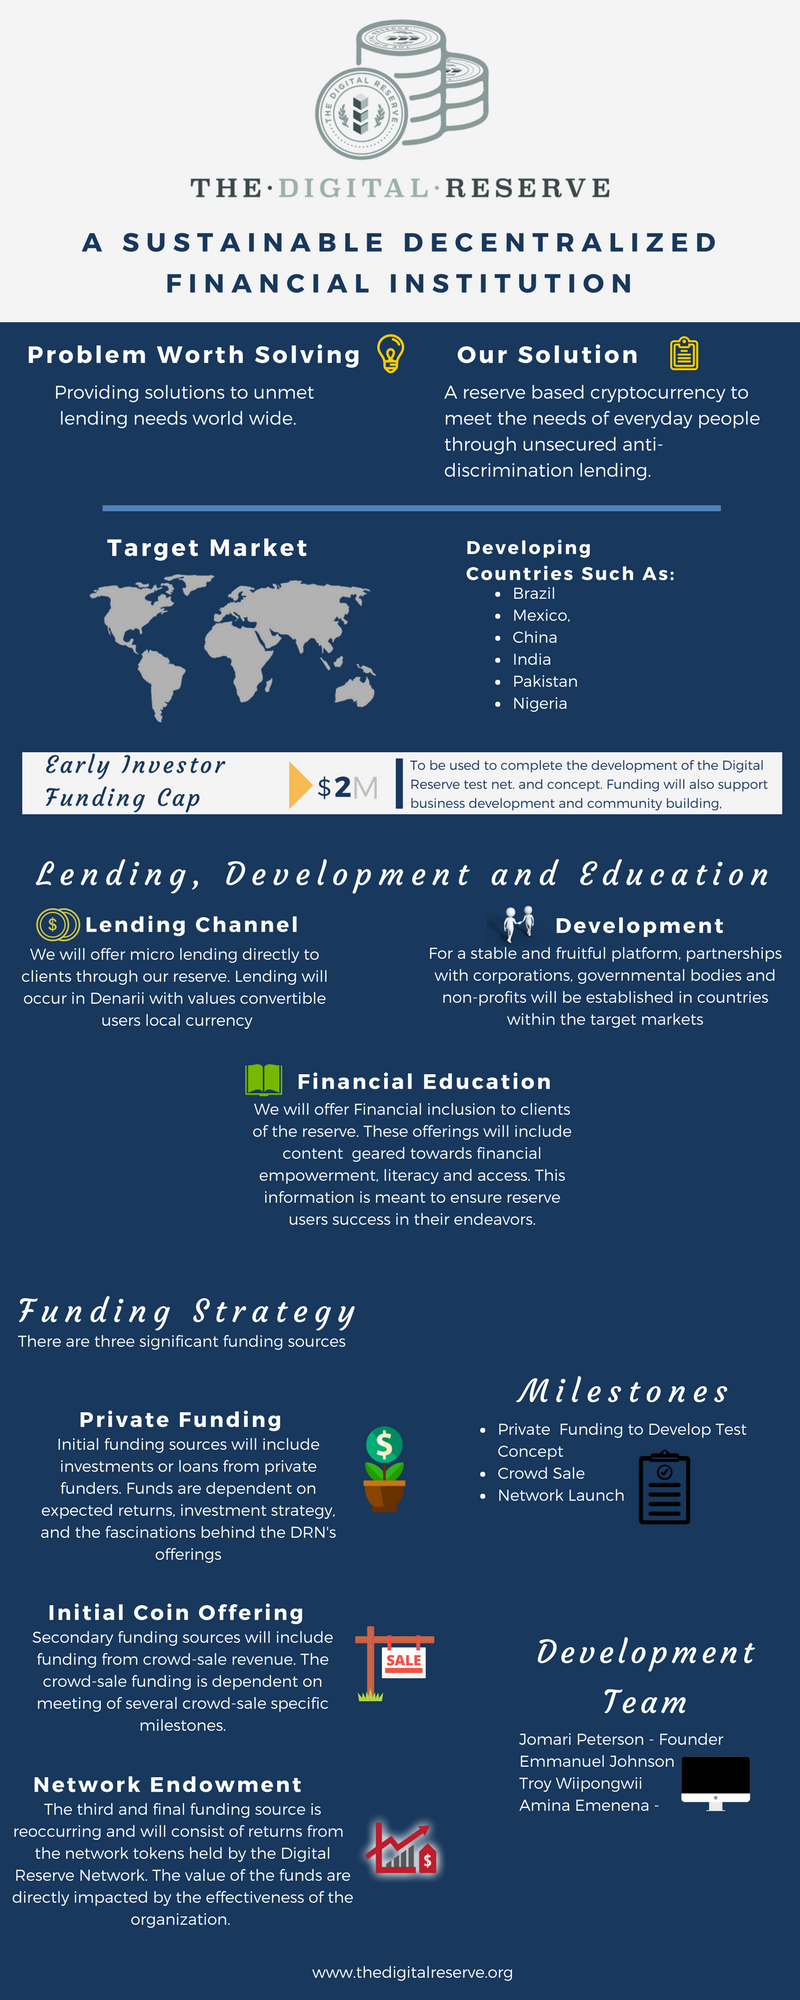 THE DIGITAL RESERVE
THE·DIGITAL·RESERVE
A SUSTAINABLE DECENTRALIZED
FINANCIAL INSTITUTION
Problem Worth Solving
Providing solutions to unmet
lending needs world wide.
Our Solution
A reserve based cryptocurrency to
meet the needs of everyday people
through unsecured anti-
discrimination lending.
Target Market
Developing
Countries Such As:
• Brazil
• Mexico,
• China
• India
• Pakistan
• Nigeria
Early Investor
Funding Cap
$2M
To be used to complete the development of the Digital
Reserve test net. and concept. Funding will also support
business development and community building,
Lending, Development and Education
$
Lending Channel
We will offer micro lending directly to
clients through our reserve. Lending will
occur in Denarii with values convertible
users local currency
Development
For a stable and fruitful platform, partnerships
with corporations, governmental bodies and
non-profits will be established in countries
within the target markets
Financial Education
We will offer Financial inclusion to clients
of the reserve. These offerings will include
content geared towards financial
empowerment, literacy and access. This
information is meant to ensure reserve
users success in their endeavors.
Funding Strategy
There are three significant funding sources
Private Funding
Initial funding sources will include
investments or loans from private
funders. Funds are dependent on
expected returns, investment strategy,
and the fascinations behind the DRN's
offerings
$
Milestones
• Private Funding to Develop Test
Concept
• Crowd Sale
• Network Launch
Initial Coin Offering
Secondary funding sources will include
funding from crowd-sale revenue. The
crowd-sale funding is dependent on
meeting of several crowd-sale specific
milestones.
SALE
Development
Team
Jomari Peterson - Founder
Emmanuel Johnson
Troy Wiipongwii
Amina Emenena -
Network Endowment
The third and final funding source is
reoccurring and will consist of returns from
the network tokens held by the Digital
Reserve Network. The value of the funds are
directly impacted by the effectiveness of the
organization.
$
www.thedigitalreserve.org